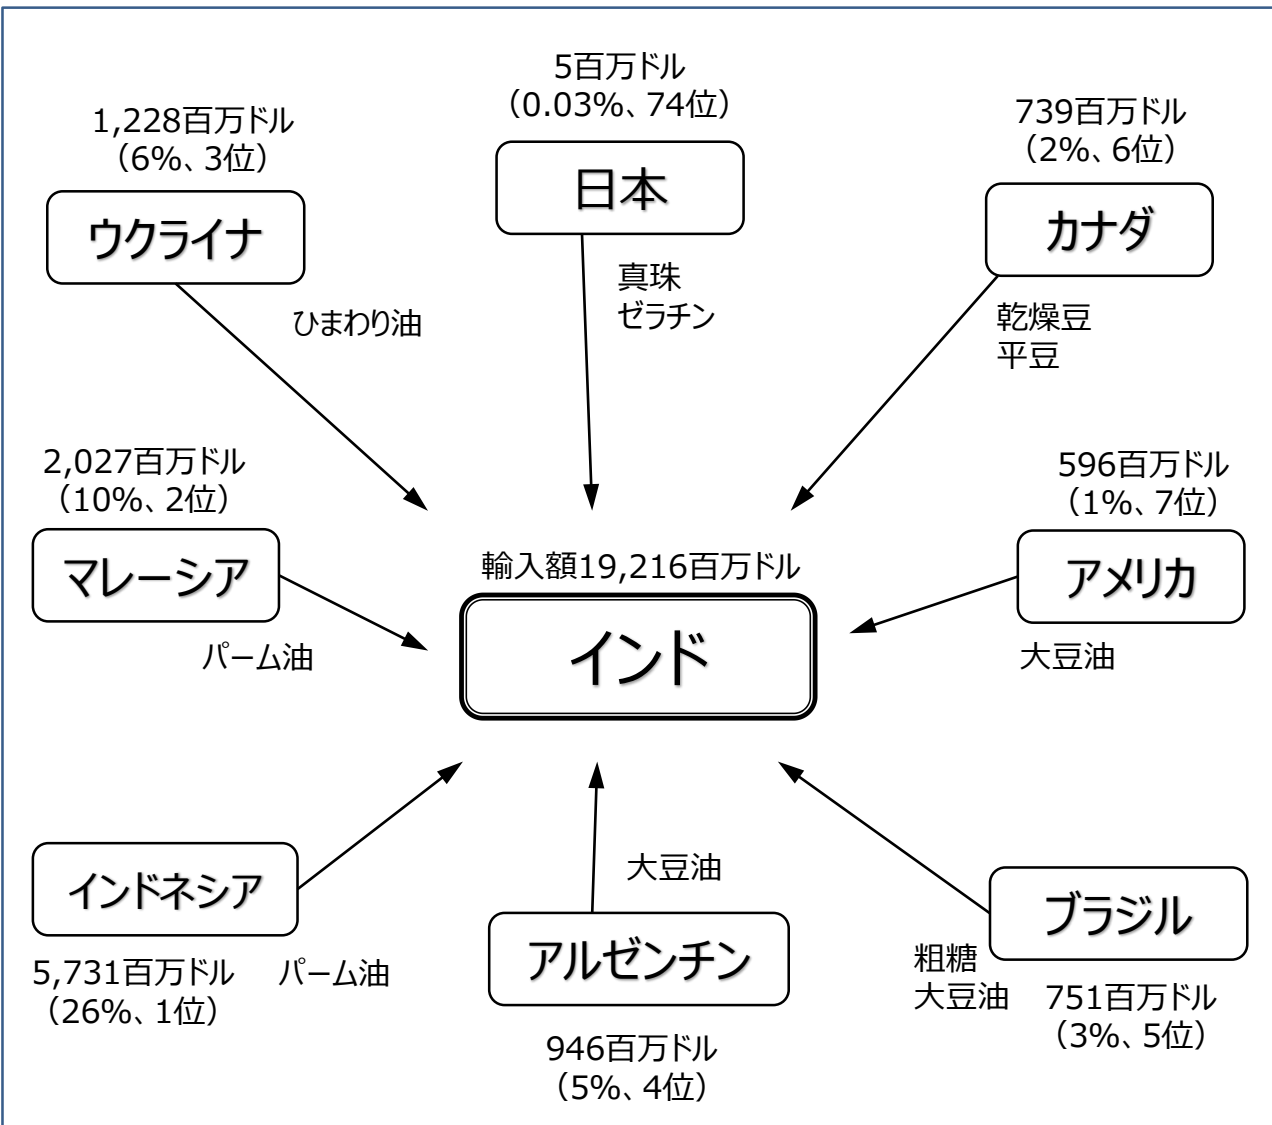 5百万ドル
（0.03%、74位）
日本
真珠
ゼラチン
1,228百万ドル
（6%、3位）
ウクライナ
ひまわり油
739百万ドル
（2%、6位）
カナダ
乾燥豆
平豆
2,027百万ドル
（10%、2位）
マレーシア
パーム油
輸入額19,216百万ドル
インド
596百万ドル
（1%、7位）
アメリカ
大豆油
インドネシア
5,731百万ドル
（26%、1位）
パーム油
大豆油
アルゼンチン
946百万ドル
（5%、4位）
ブラジル
粗糖
大豆油
751百万ドル
（3%、5位）